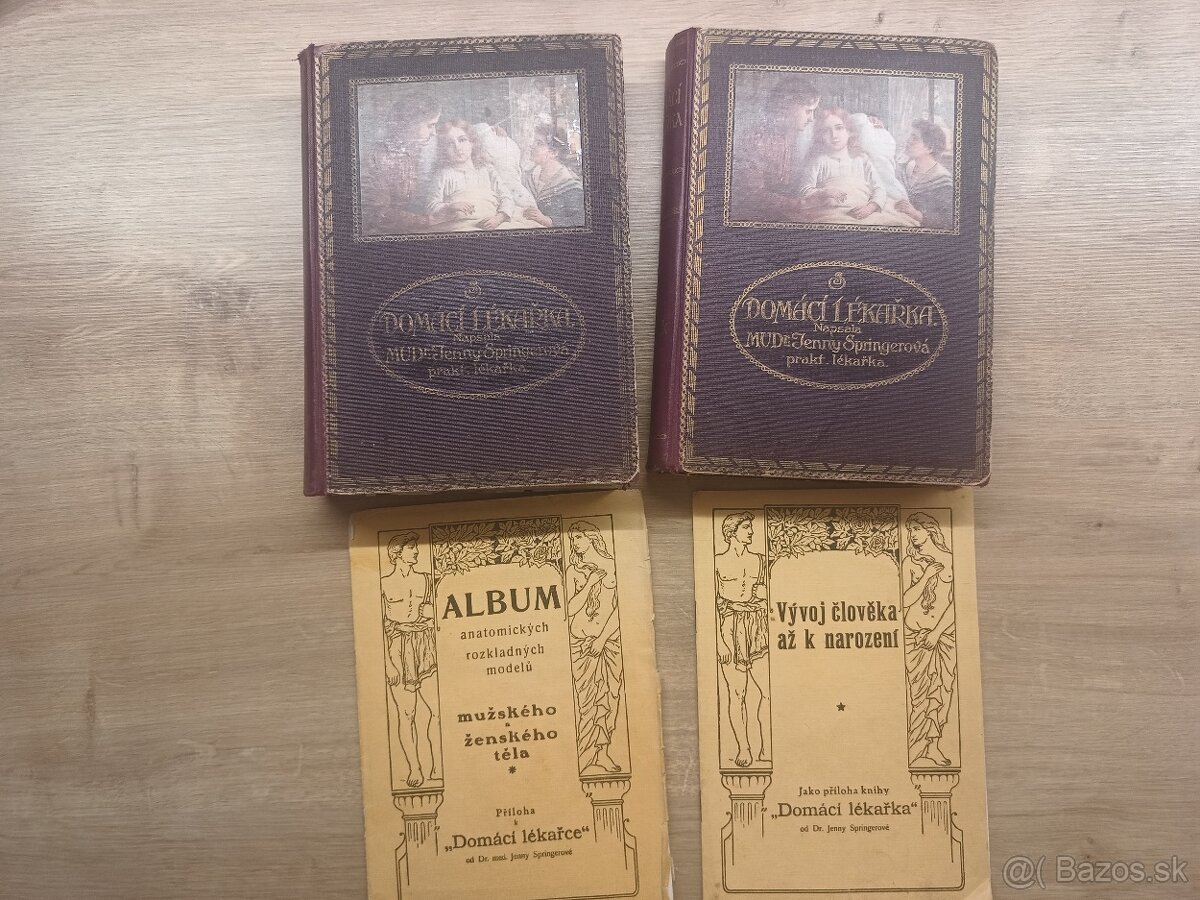 DOMÁCÍ LÉKAŘKA.
Napsala
MUDr Jenny Springerová
prakt. lékařka.
DOMÁCÍ LÉKAŘKA.
Napsala
MUDr Jenny Springerová
prakt. lékařka.
ALBUM
anatomických
rozkladných
modelů
mužského
a
ženského
těla
*
Příloha
k
„Domácí lékařce“
od Dr. med. Jenny Springerové
Vývoj člověka
až k narození
Jako příloha knihy
„Domácí lékařka“
od Dr. Jenny Springerové
@( Bazos.sk